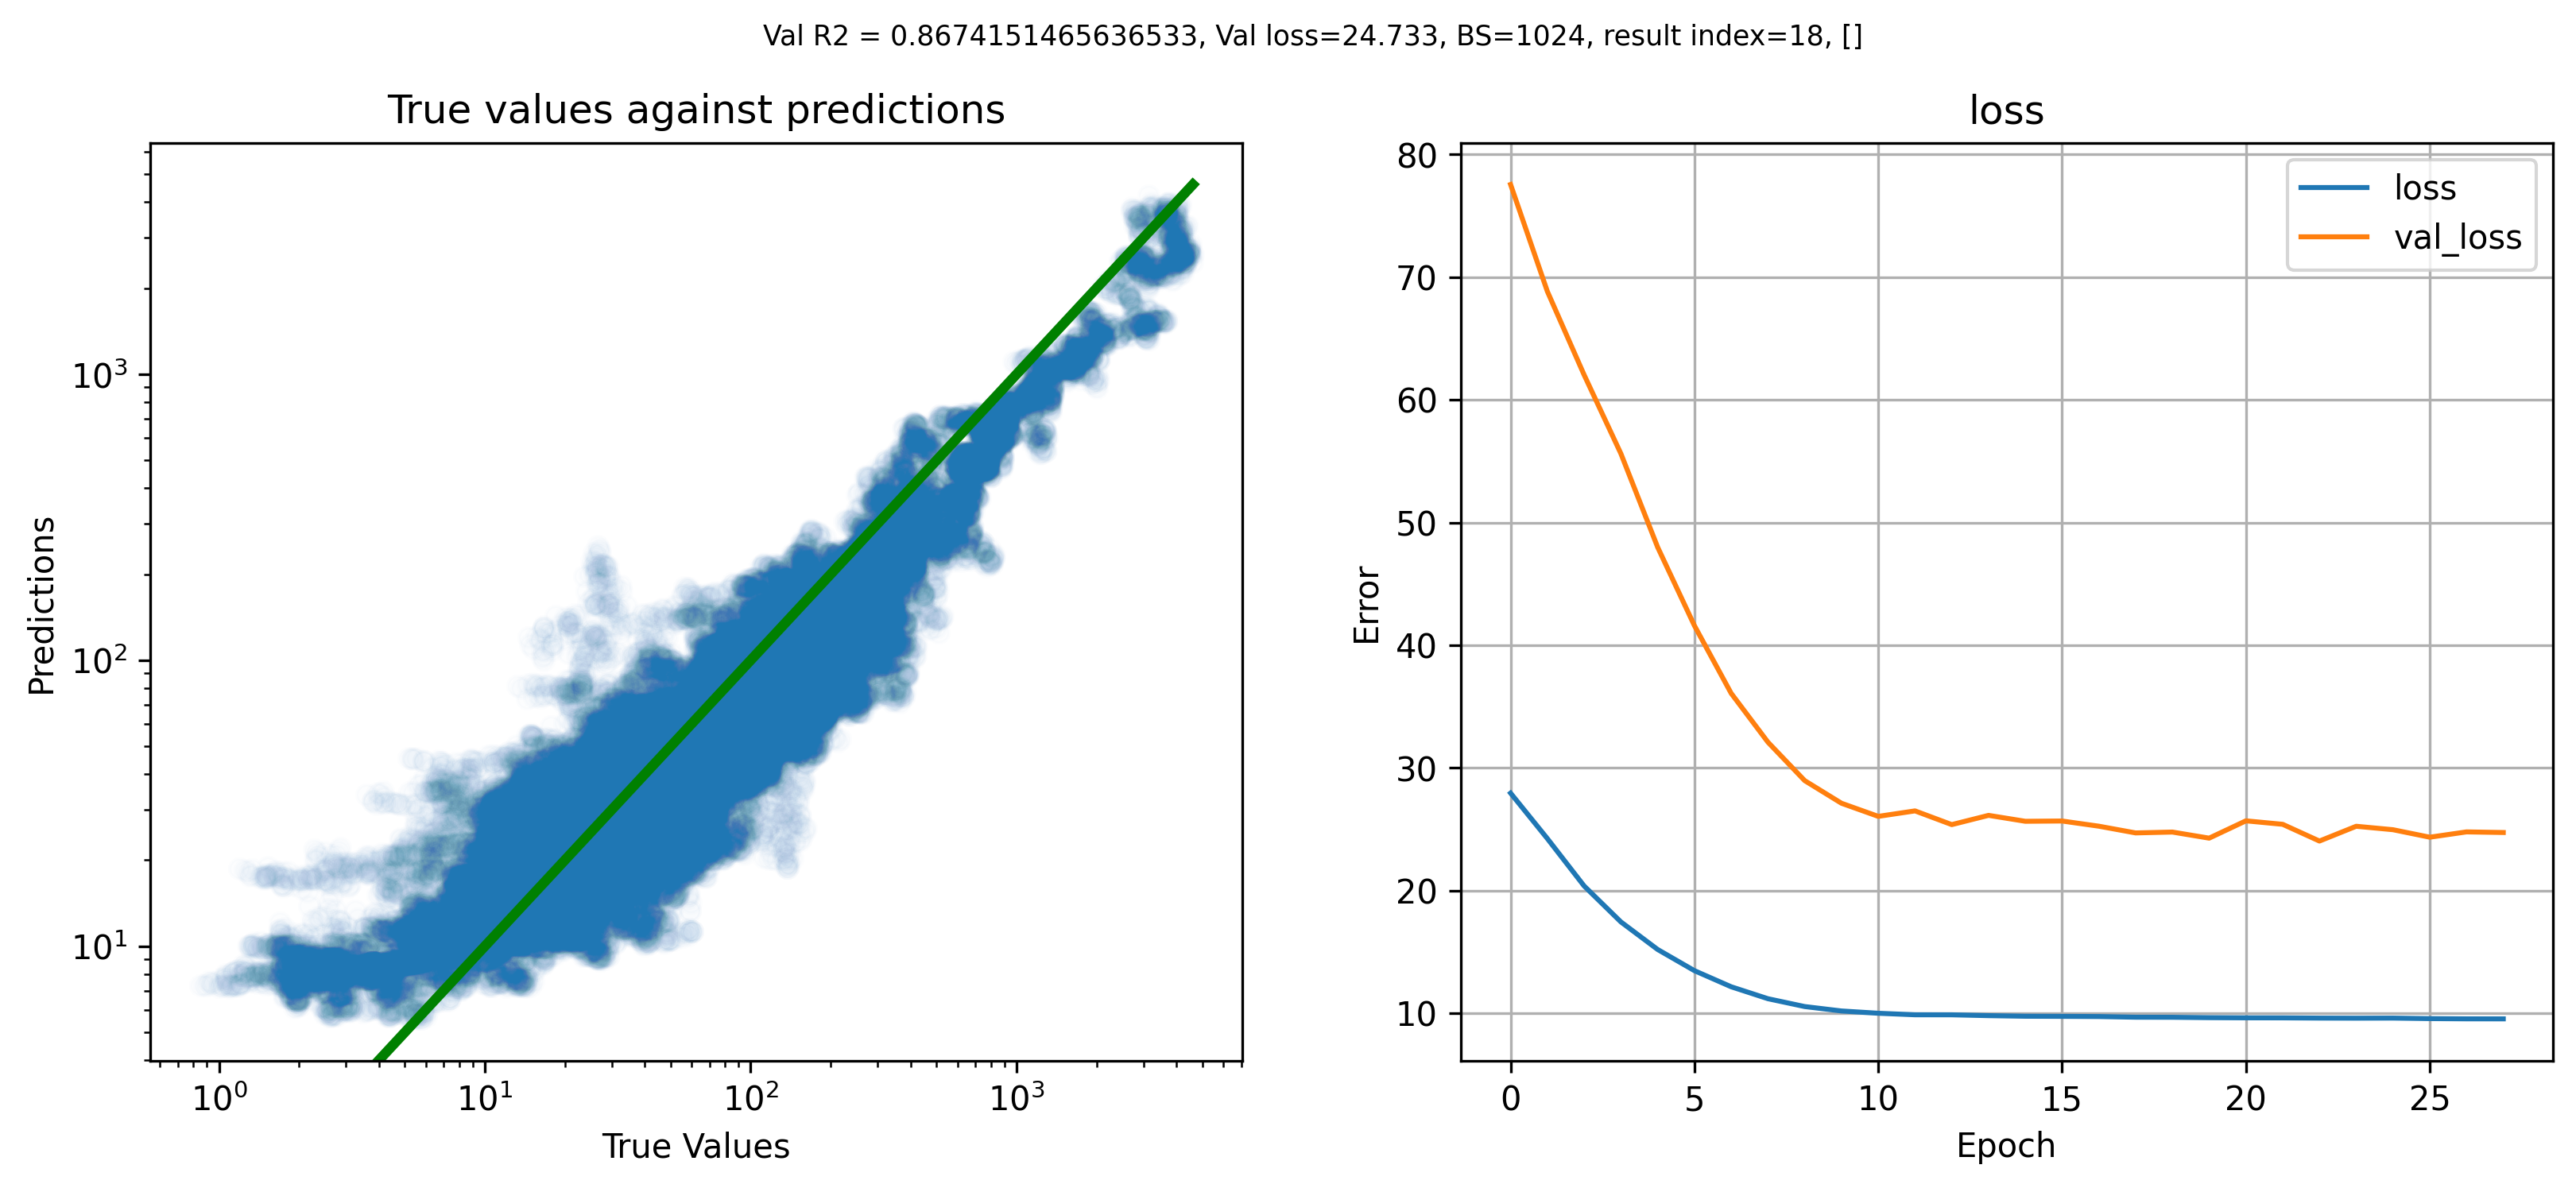 Val R2 = 0.8674151465636533, Val loss=24.733, BS=1024, result index=18, []
True values against predictions
Predictions
10³
10²
10¹
10⁰ 10¹ 10² 10³
True Values
loss
Error
80
70
60
50
40
30
20
10
0 5 10 15 20 25
Epoch
loss
val_loss